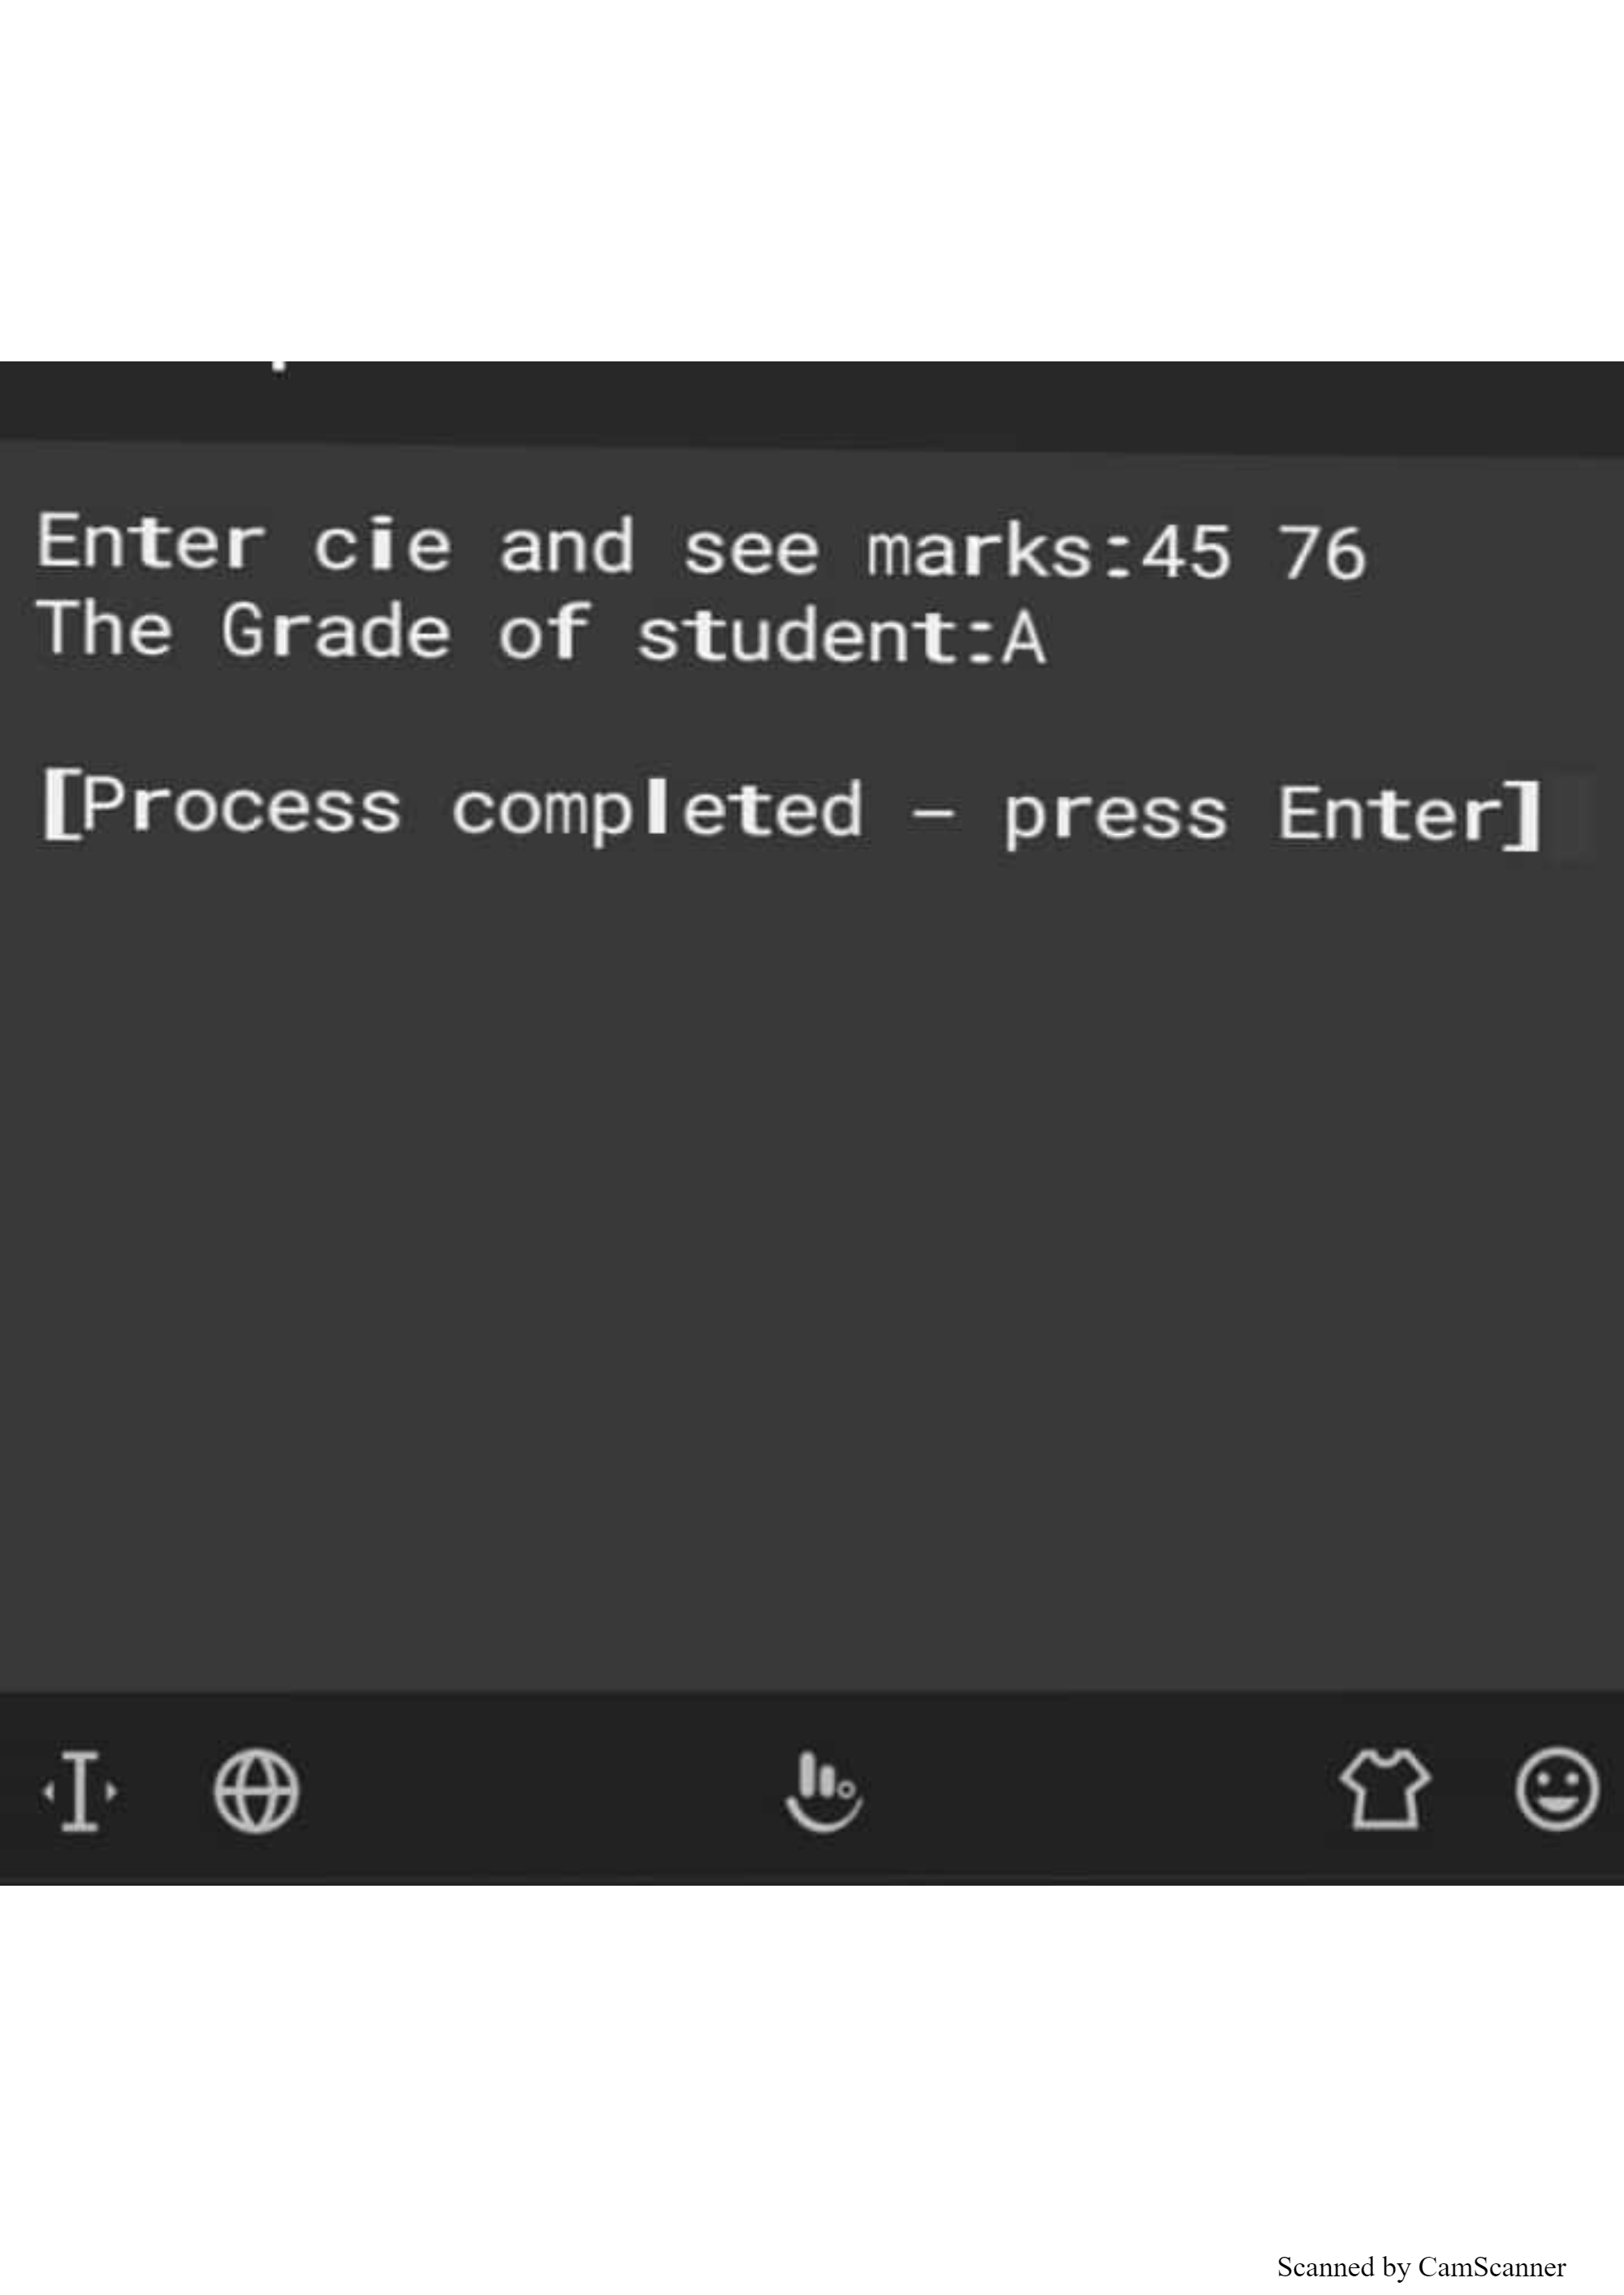 Enter cie and see marks:45 76
The Grade of student:A
[Process completed – press Enter]
Scanned by CamScanner